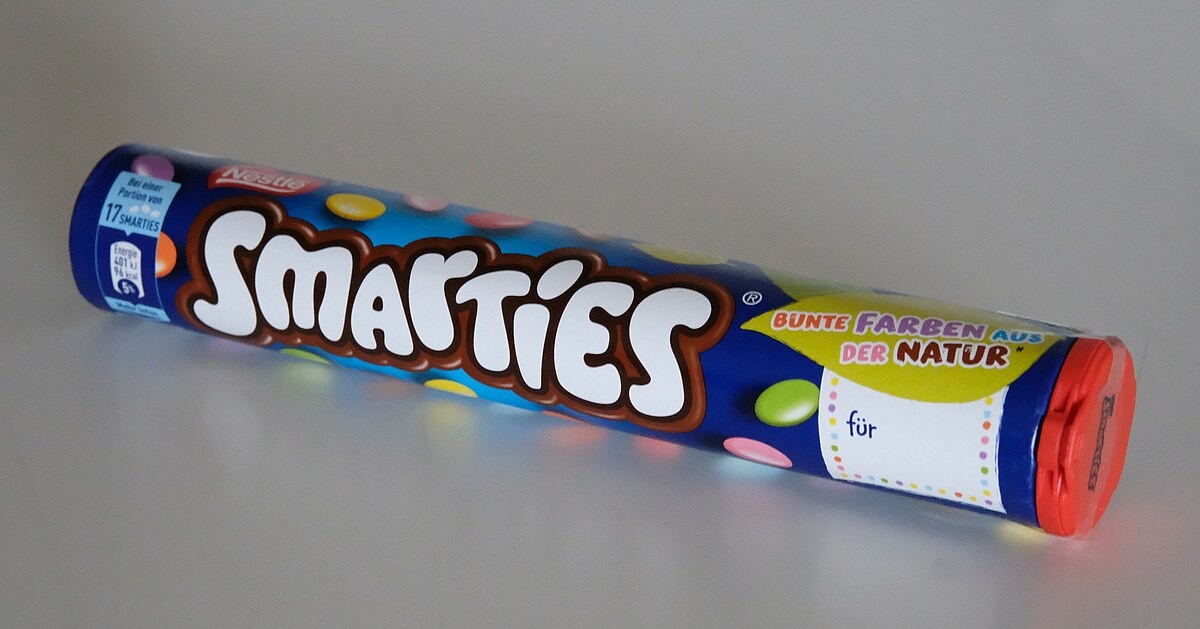 Bei einer
Portion von
17 SMARTIES
Energie
401 kJ
96 kcal
5%
Nestlé
SMARTIES®
BUNTE FARBEN AUS
DER NATUR
für